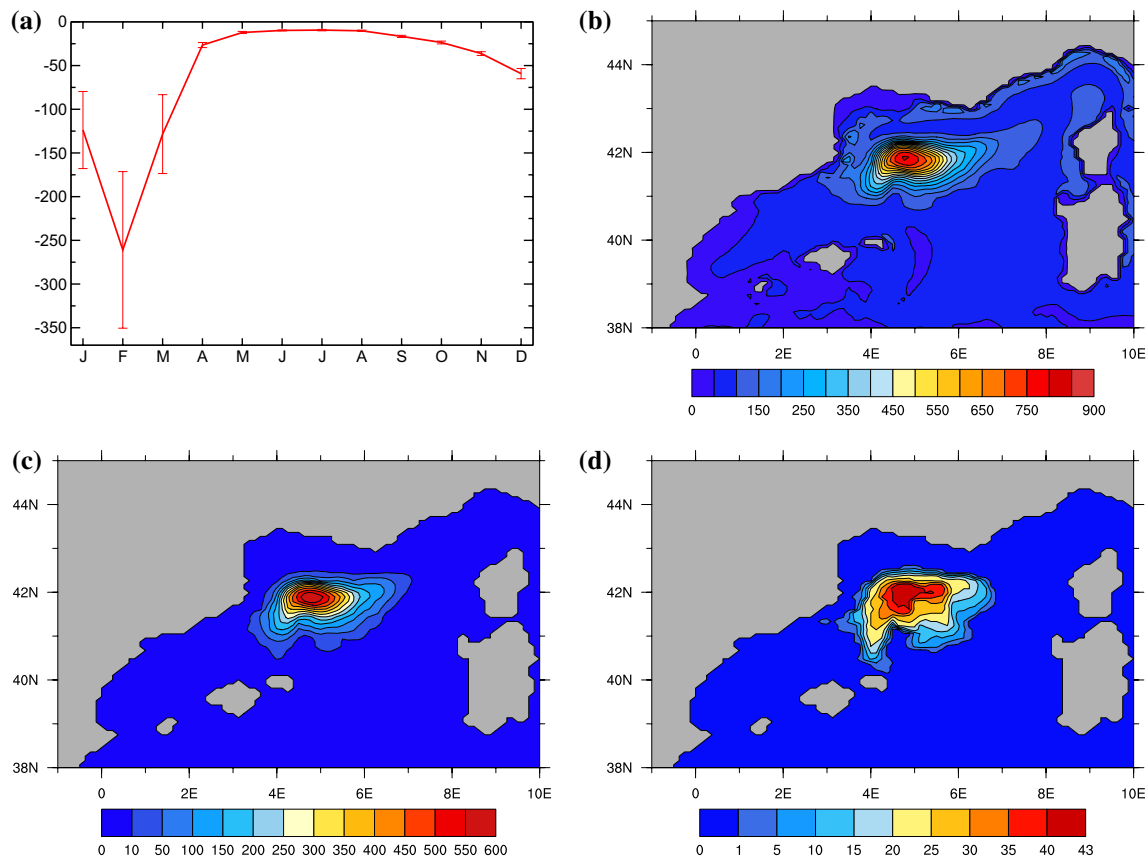 (a)
0
-50
-100
-150
-200
-250
-300
-350
J F M A M J J A S O N D
(b)
44N
42N
40N
38N
0 2E 4E 6E 8E 10E
0 150 250 350 450 550 650 750 900
(c)
44N
42N
40N
38N
0 2E 4E 6E 8E 10E
0 10 50 100 150 200 250 300 350 400 450 500 550 600
(d)
44N
42N
40N
38N
0 2E 4E 6E 8E 10E
0 1 5 10 15 20 25 30 35 40 43